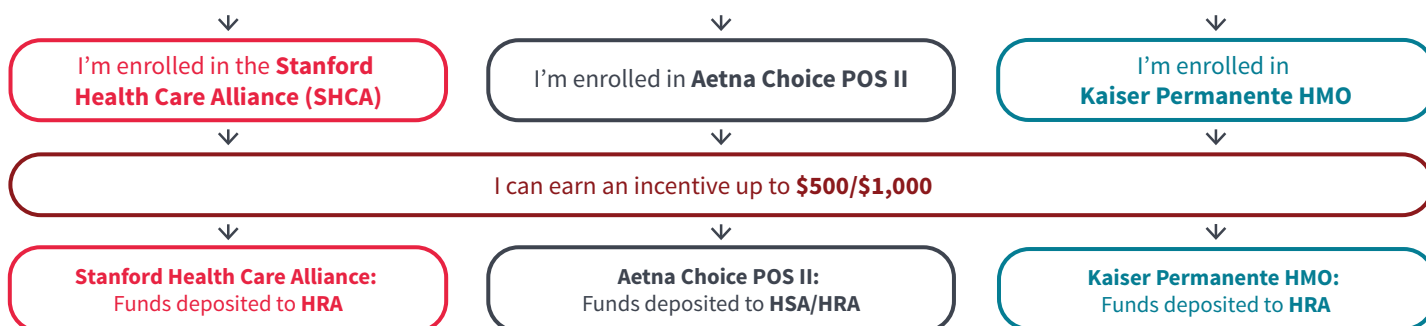 I’m enrolled in the Stanford
Health Care Alliance (SHCA)
I’m enrolled in Aetna Choice POS II
I’m enrolled in
Kaiser Permanente HMO
I can earn an incentive up to $500/$1,000
Stanford Health Care Alliance:
Funds deposited to HRA
Aetna Choice POS II:
Funds deposited to HSA/HRA
Kaiser Permanente HMO:
Funds deposited to HRA